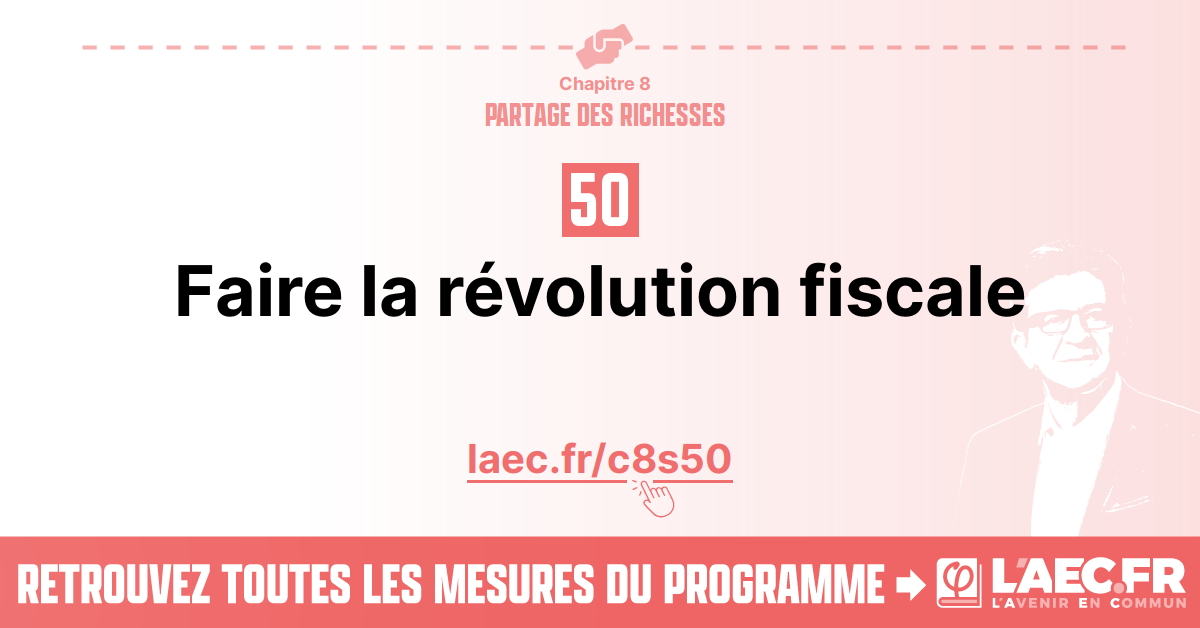 Chapitre 8
PARTAGE DES RICHESSES
50
Faire la révolution fiscale
laec.fr/c8s50
RETROUVEZ TOUTES LES MESURES DU PROGRAMME
φ L'AEC.FR
L'AVENIR EN COMMUN